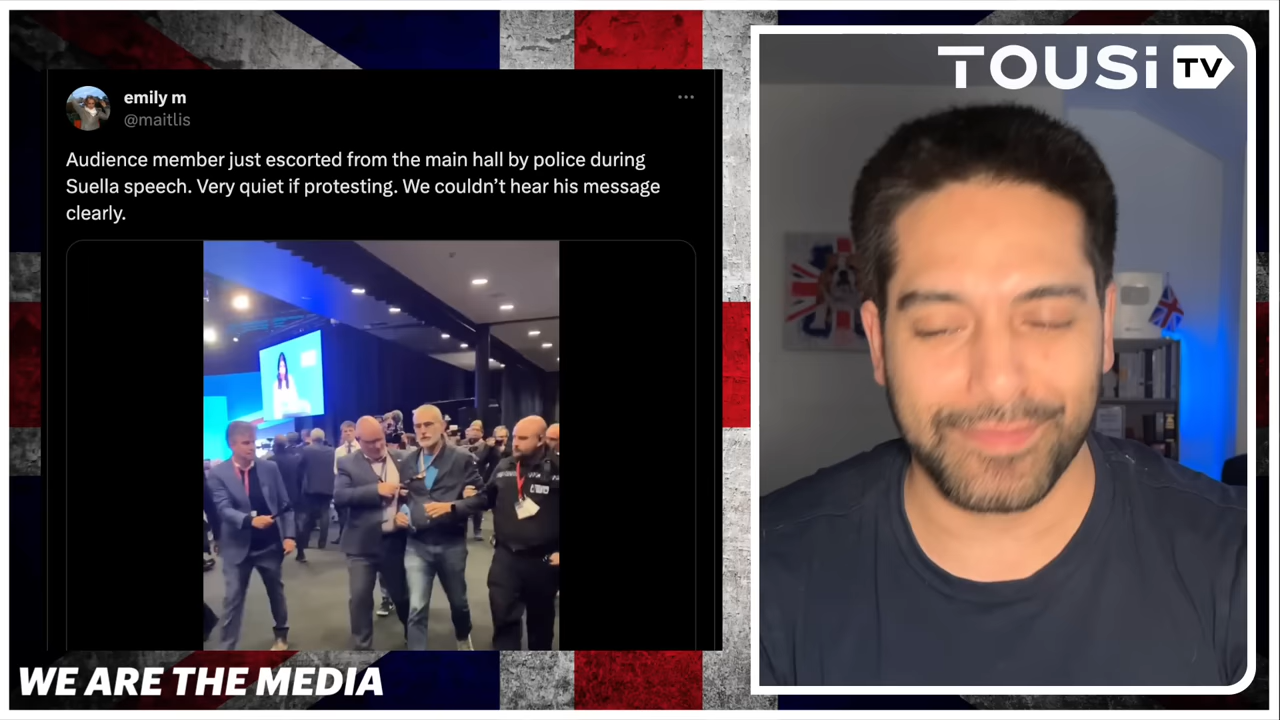 TOUSi TV
emily m
@maitlis
Audience member just escorted from the main hall by police during
Suella speech. Very quiet if protesting. We couldn't hear his message
clearly.
WE ARE THE MEDIA